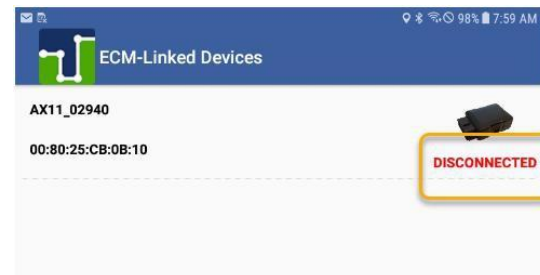 98% 7:59 AM
ECM-Linked Devices
AX11_02940
00:80:25:CB:0B:10
DISCONNECTED